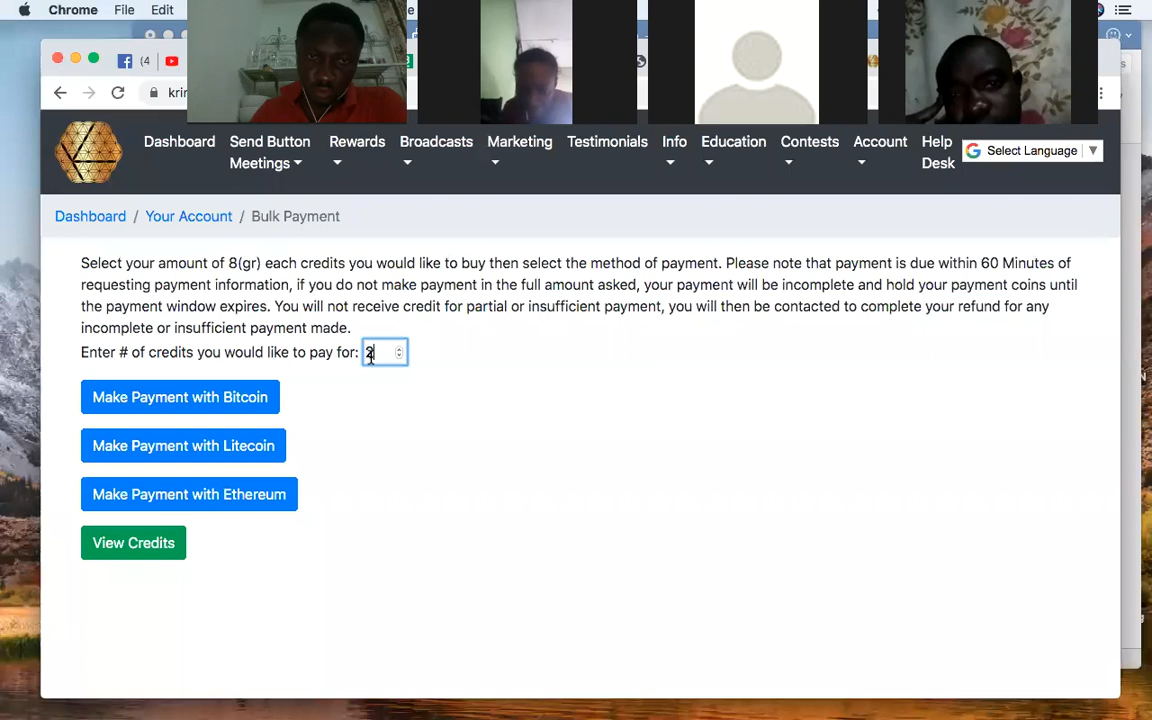 Chrome File Edit
(4
krir
Dashboard Send Button Meetings Rewards Broadcasts Marketing Testimonials Info Education Contests Account Help Desk
Select Language
Dashboard / Your Account / Bulk Payment
Select your amount of 8(gr) each credits you would like to buy then select the method of payment. Please note that payment is due within 60 Minutes of
requesting payment information, if you do not make payment in the full amount asked, your payment will be incomplete and hold your payment coins until
the payment window expires. You will not receive credit for partial or insufficient payment, you will then be contacted to complete your refund for any
incomplete or insufficient payment made.
Enter # of credits you would like to pay for: 2
Make Payment with Bitcoin
Make Payment with Litecoin
Make Payment with Ethereum
View Credits